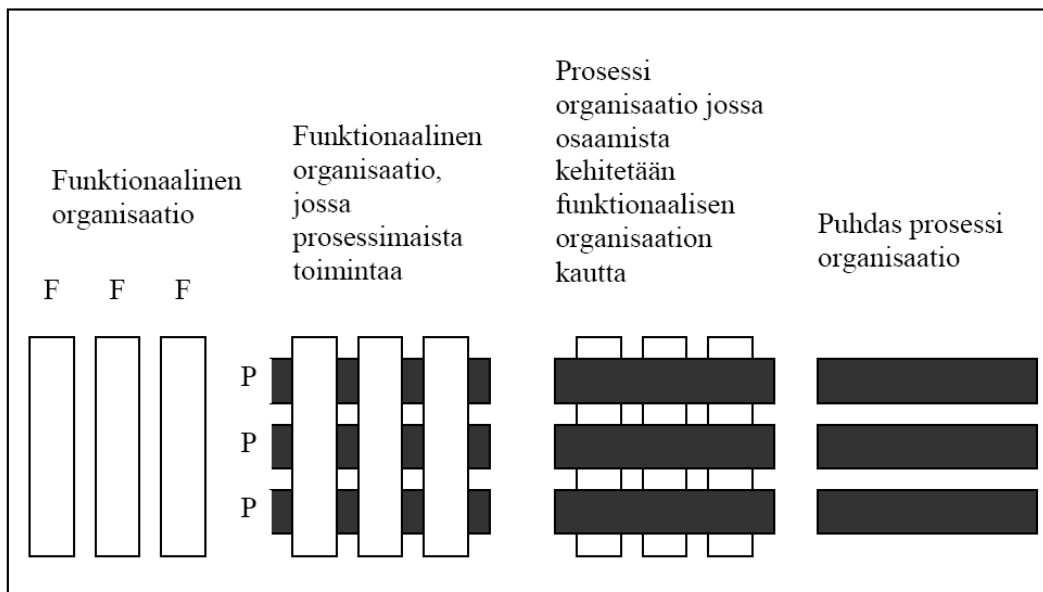 Funktionaalinen
organisaatio
F F F
Funktionaalinen
organisaatio,
jossa
prosessimaista
toimintaa
P
P
P
Prosessi
organisaatio jossa
osaamista
kehitetään
funktionaalisen
organisaation
kautta
Puhdas prosessi
organisaatio